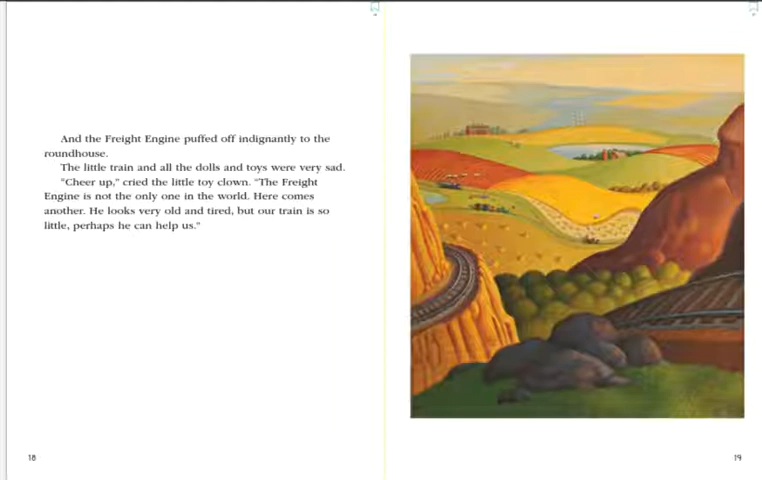 And the Freight Engine puffed off indignantly to the
roundhouse.
The little train and all the dolls and toys were very sad.
"Cheer up," cried the little toy clown. "The Freight
Engine is not the only one in the world. Here comes
another. He looks very old and tired, but our train is so
little, perhaps he can help us."
18
19